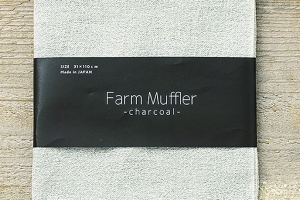 SIZE 31×110cm
Made in JAPAN
Farm Muffler
-charcoal-